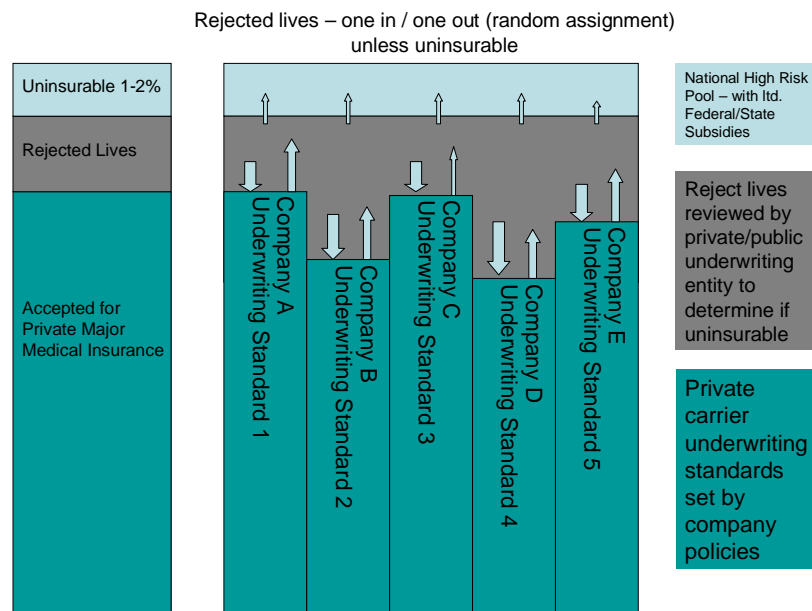 Rejected lives – one in / one out (random assignment)
unless uninsurable
Uninsurable 1-2%
Rejected Lives
Accepted for
Private Major
Medical Insurance
Company A
Underwriting Standard 1
Company B
Underwriting Standard 2
Company C
Underwriting Standard 3
Company D
Underwriting Standard 4
Company E
Underwriting Standard 5
National High Risk
Pool – with ltd.
Federal/State
Subsidies
Reject lives
reviewed by
private/public
underwriting
entity to
determine if
uninsurable
Private
carrier
underwriting
standards
set by
company
policies